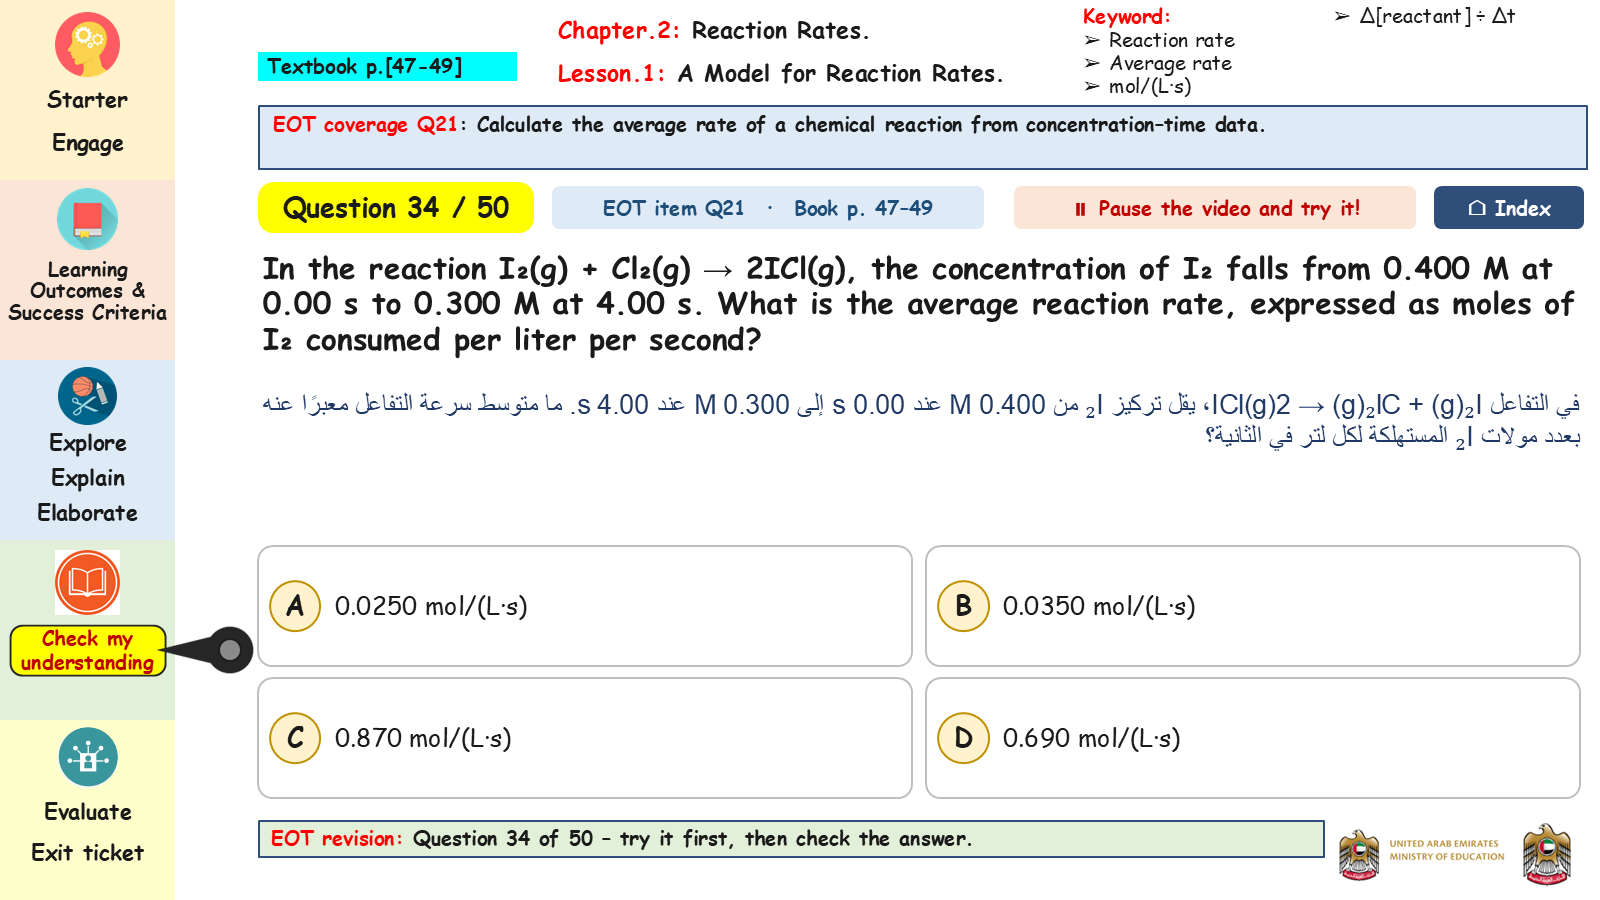 Starter
Engage
Learning
Outcomes &
Success Criteria
Explore
Explain
Elaborate
Check my
understanding
Evaluate
Exit ticket
Textbook p.[47-49]
Chapter.2: Reaction Rates.
Lesson.1: A Model for Reaction Rates.
Keyword:
➢ Reaction rate
➢ Average rate
➢ mol/(L·s)
➢ Δ[reactant] ÷ Δt
EOT coverage Q21: Calculate the average rate of a chemical reaction from concentration–time data.
Question 34 / 50
EOT item Q21 · Book p. 47–49
⏸ Pause the video and try it!
⌂ Index
In the reaction I₂(g) + Cl₂(g) → 2ICl(g), the concentration of I₂ falls from 0.400 M at
0.00 s to 0.300 M at 4.00 s. What is the average reaction rate, expressed as moles of
I₂ consumed per liter per second?
في التفاعل I₂(g) + IC₂(g) → 2ICl(g)، يقل تركيز I₂ من 0.400 M عند 0.00 s إلى 0.300 M عند 4.00 s. ما متوسط سرعة التفاعل معبرًا عنه
بعدد مولات I₂ المستهلكة لكل لتر في الثانية؟
A 0.0250 mol/(L·s)
B 0.0350 mol/(L·s)
C 0.870 mol/(L·s)
D 0.690 mol/(L·s)
EOT revision: Question 34 of 50 – try it first, then check the answer.
UNITED ARAB EMIRATES
MINISTRY OF EDUCATION